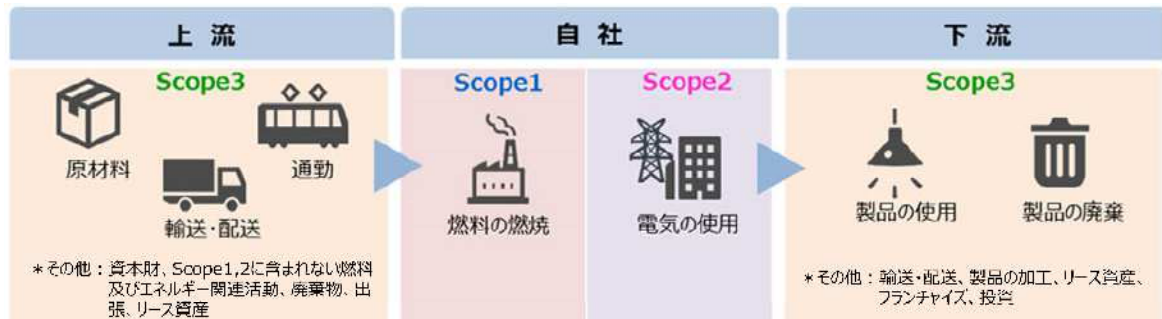 上流
自社
下流
Scope3
原材料
通勤
輸送・配送
*その他：資本財、Scope1,2に含まれない燃料
及びエネルギー関連活動、廃棄物、出
張、リース資産
Scope1
燃料の燃焼
Scope2
電気の使用
Scope3
製品の使用
製品の廃棄
*その他：輸送・配送、製品の加工、リース資産、
フランチャイズ、投資